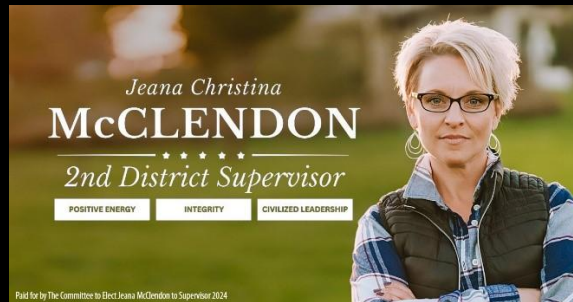 Jeana Christina
McCLENDON
2nd District Supervisor
POSITIVE ENERGY
INTEGRITY
CIVILIZED LEADERSHIP
Paid for by The Committee to Elect Jeana McClendon to Supervisor 2024